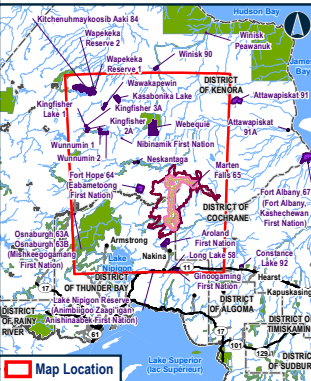 Hudson Bay
Kitchenuhmaykoosib Aaki 84
Wapekeka
Reserve 2
Winisk 90
Winisk
Peawanuk
Wapekeka
Reserve 1
James
Bay
Wawakapewin
DISTRICT
OF KENORA
Kasabonika Lake
Attawapiskat 91
Kingfisher
Lake 1
Kingfisher 3A
Kingfisher
2A
Webequie
Attawapiskat
91A
Wunnumin 1
Nibinamik First Nation
Wunnumin 2
Neskantaga
Marten
Falls 65
Fort Hope 64
(Eabametoong
First Nation)
Fort Albany 67
(Fort Albany,
Kashechewan
First Nation)
DISTRICT OF
COCHRANE
Osnaburgh 63A
Osnaburgh 63B
(Mishkeegogamang
First Nation)
Armstrong
Aroland
First Nation
Long Lake 58
Constance
Lake 92
Nakina
Lake
Nipigon
11
Hearst
DISTRICT
OF THUNDER BAY
Ginoogaming
First Nation
Kapuskasing
17
Lake Nipigon Reserve
(Animbiigoo Zaagi'igan
Anishinaabek First Nation)
DISTRICT
OF ALGOMA
DISTRICT
OF RAINY
RIVER
DISTRICT O
TIMISKAMING
17
61
17
101
129
DISTRICT
OF SUDBUR
Lake Superior
(lac Supérieur)
Map Location